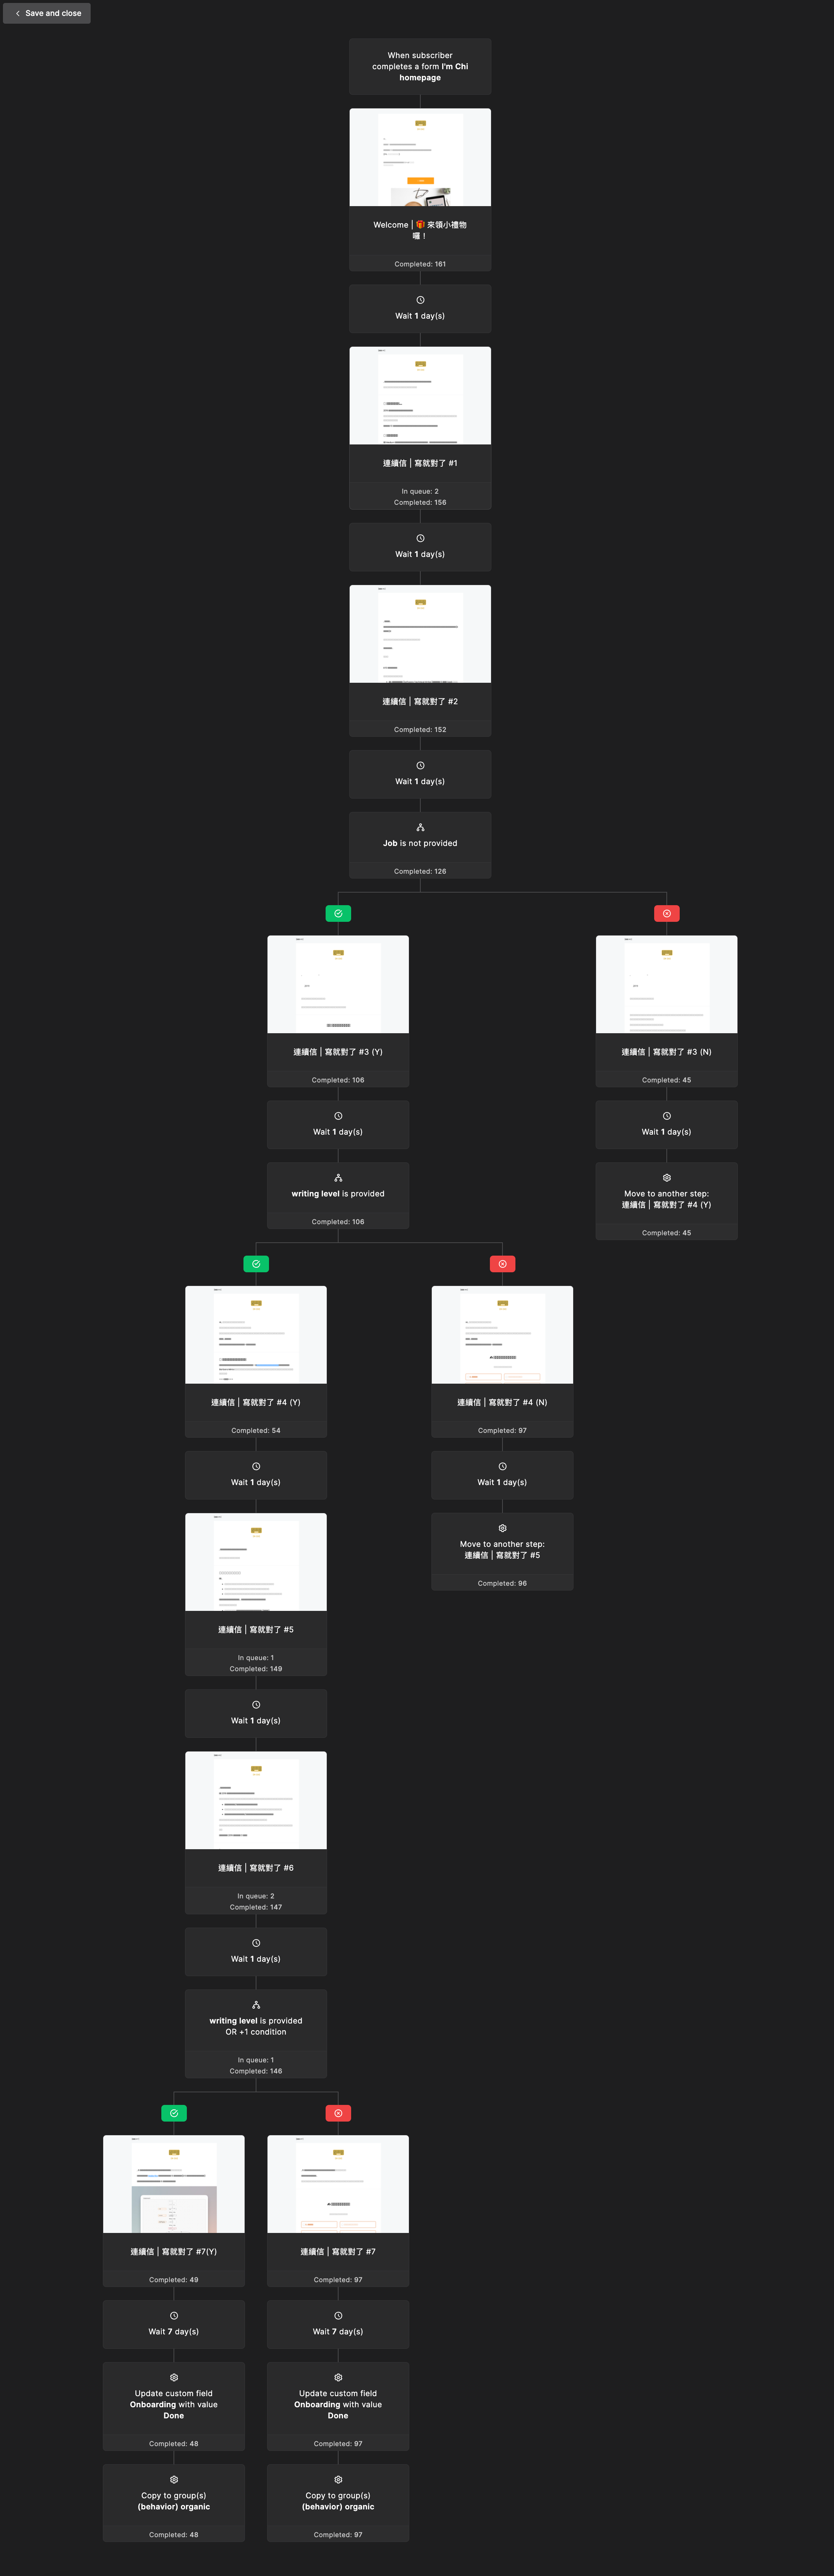 Save and close
When subscriber
completes a form I'm Chi
homepage
Welcome | 🎁 來領小禮物
囉！
Completed: 161
Wait 1 day(s)
連續信 | 寫就對了 #1
In queue: 2
Completed: 156
Wait 1 day(s)
連續信 | 寫就對了 #2
Completed: 152
Wait 1 day(s)
Job is not provided
Completed: 126
連續信 | 寫就對了 #3 (Y)
Completed: 106
Wait 1 day(s)
writing level is provided
Completed: 106
連續信 | 寫就對了 #3 (N)
Completed: 45
Wait 1 day(s)
Move to another step:
連續信 | 寫就對了 #4 (Y)
Completed: 45
連續信 | 寫就對了 #4 (Y)
Completed: 54
Wait 1 day(s)
連續信 | 寫就對了 #4 (N)
Completed: 97
Wait 1 day(s)
Move to another step:
連續信 | 寫就對了 #5
Completed: 96
連續信 | 寫就對了 #5
In queue: 1
Completed: 149
Wait 1 day(s)
連續信 | 寫就對了 #6
In queue: 2
Completed: 147
Wait 1 day(s)
writing level is provided
OR +1 condition
In queue: 1
Completed: 146
連續信 | 寫就對了 #7(Y)
Completed: 49
Wait 7 day(s)
Update custom field
Onboarding with value
Done
Completed: 48
Copy to group(s)
(behavior) organic
Completed: 48
連續信 | 寫就對了 #7
Completed: 97
Wait 7 day(s)
Update custom field
Onboarding with value
Done
Completed: 97
Copy to group(s)
(behavior) organic
Completed: 97